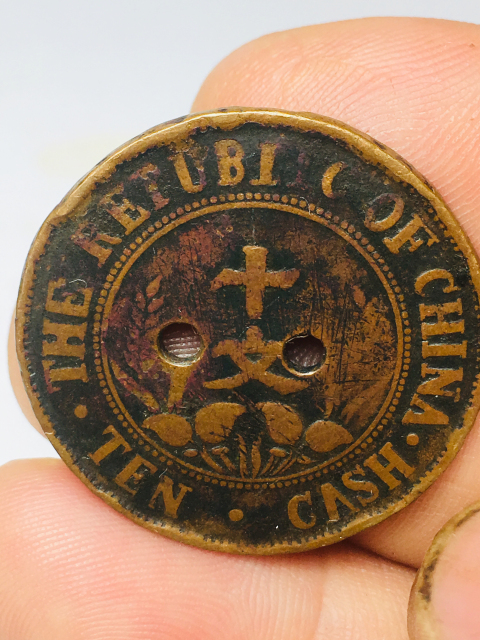 THE REPUBLIC OF CHINA
十
文
· TEN · CASH ·